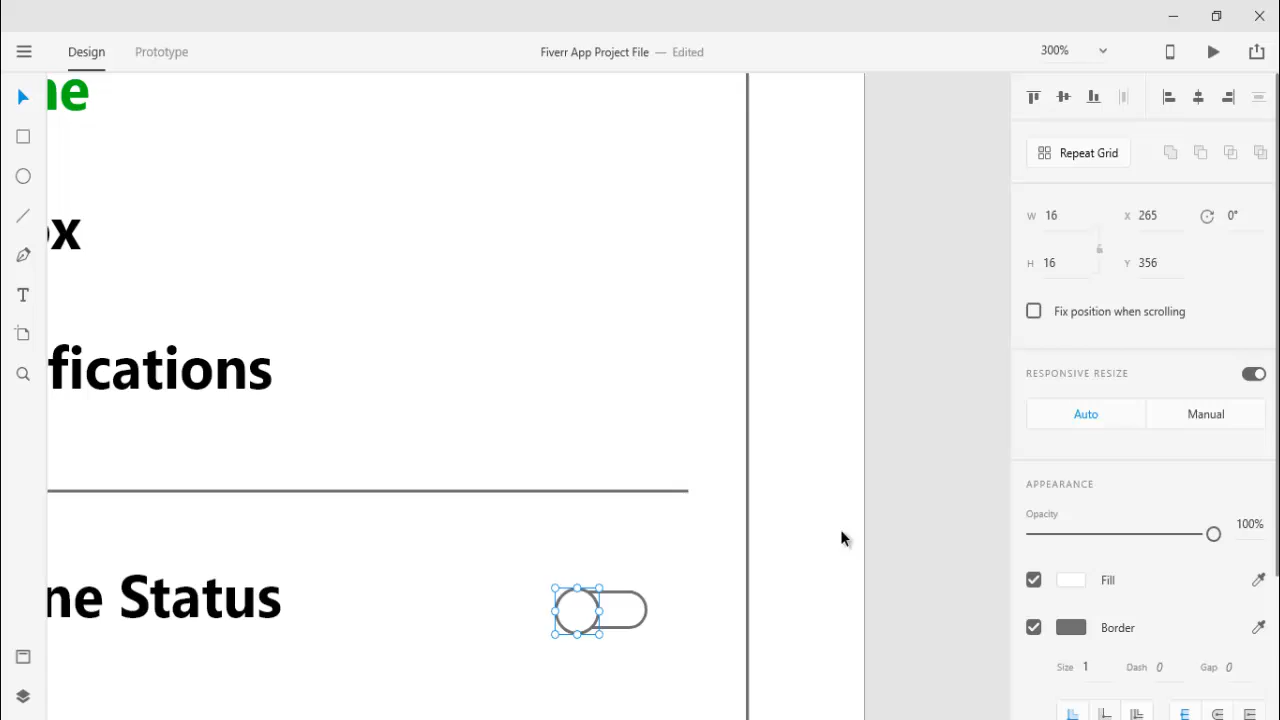 Design Prototype Fiverr App Project File — Edited 300%
ne
Repeat Grid
ox
W 16 X 265 0°
H 16 Y 356
Fix position when scrolling
ifications
RESPONSIVE RESIZE
Auto Manual
APPEARANCE
Opacity
100%
ne Status
Fill
Border
Size 1 Dash 0 Gap 0